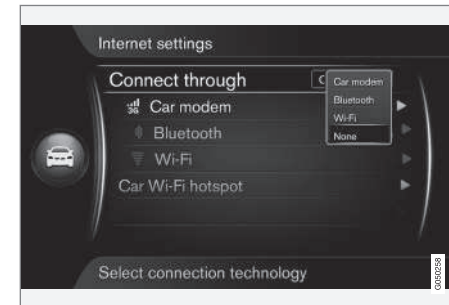 Internet settings
Connect through
C
Car modem
Bluetooth
Wi-Fi
None
3G
Car modem
Bluetooth
Wi-Fi
Car Wi-Fi hotspot
Select connection technology
G050258